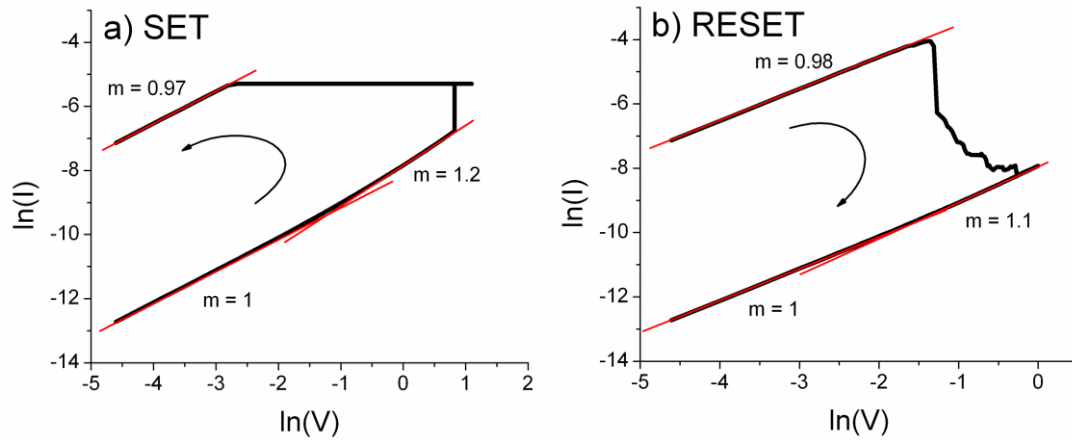 a) SET
ln(I)
-4
-6
-8
-10
-12
-14
m = 0.97
m = 1.2
m = 1
-5 -4 -3 -2 -1 0 1 2
ln(V)
b) RESET
ln(I)
-4
-6
-8
-10
-12
-14
m = 0.98
m = 1.1
m = 1
-5 -4 -3 -2 -1 0
ln(V)